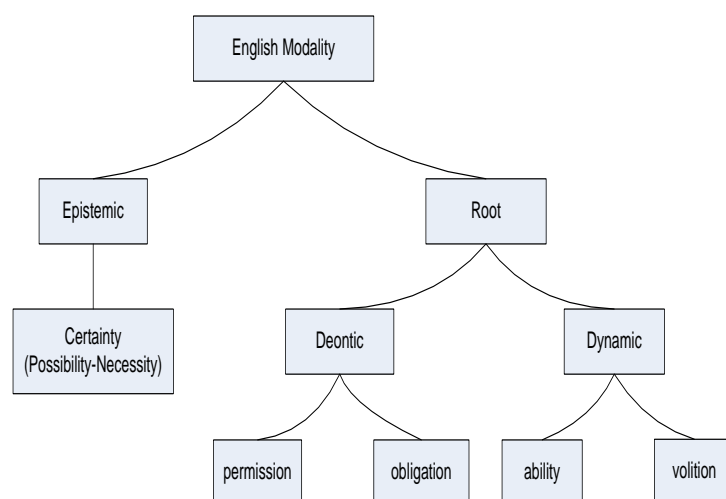 English Modality
Epistemic
Root
Certainty
(Possibility-Necessity)
Deontic
Dynamic
permission
obligation
ability
volition